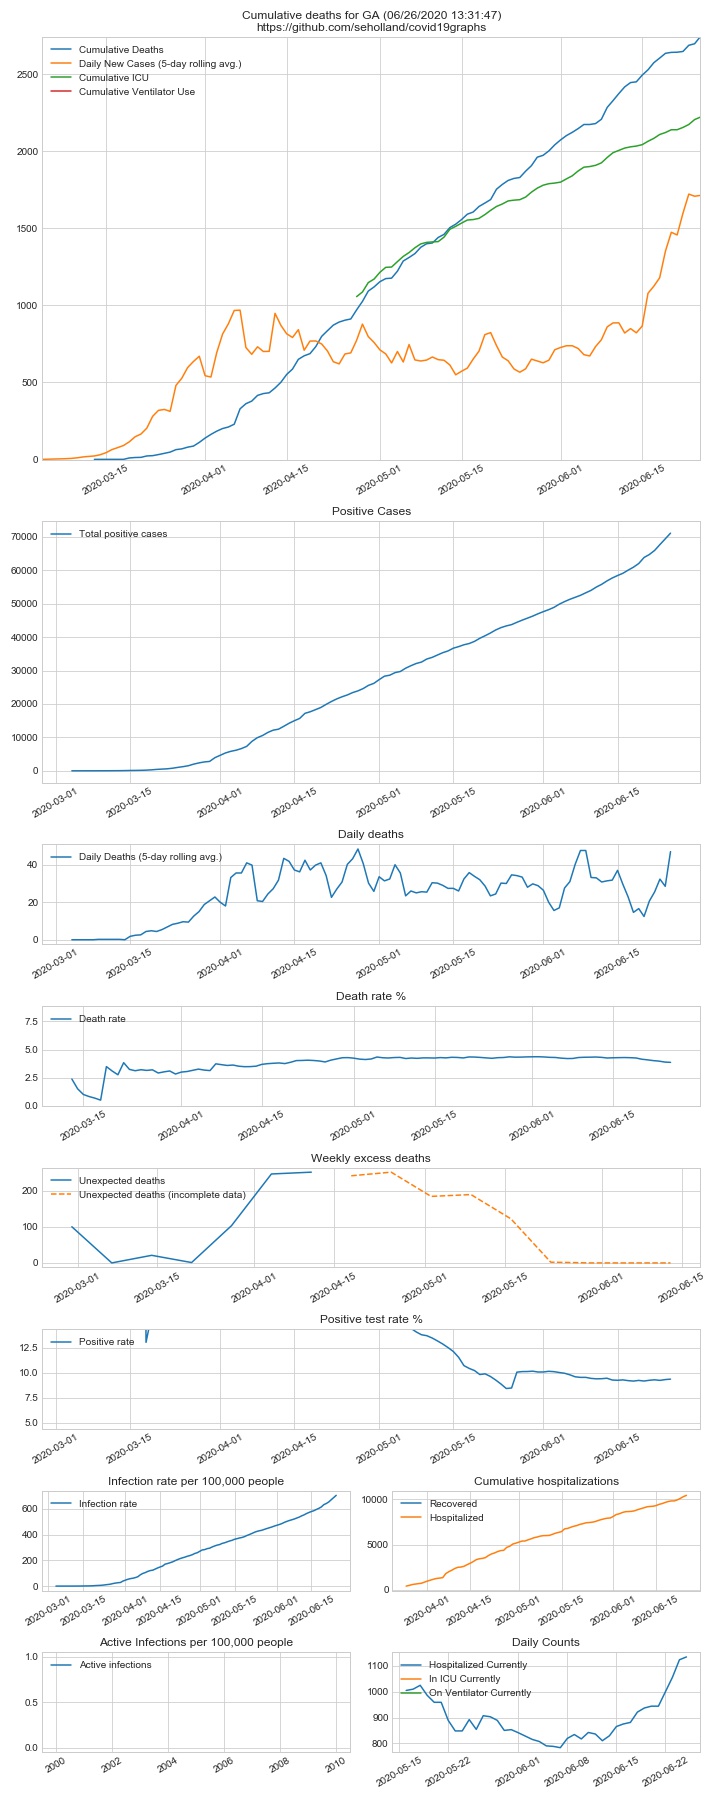 Cumulative deaths for GA (06/26/2020 13:31:47)
https://github.com/seholland/covid19graphs
Cumulative Deaths
Daily New Cases (5-day rolling avg.)
Cumulative ICU
Cumulative Ventilator Use
2500
2000
1500
1000
500
0
2020-03-15 2020-04-01 2020-04-15 2020-05-01 2020-05-15 2020-06-01 2020-06-15
Positive Cases
Total positive cases
70000
60000
50000
40000
30000
20000
10000
0
2020-03-01 2020-03-15 2020-04-01 2020-04-15 2020-05-01 2020-05-15 2020-06-01 2020-06-15
Daily deaths
Daily Deaths (5-day rolling avg.)
40
20
0
2020-03-01 2020-03-15 2020-04-01 2020-04-15 2020-05-01 2020-05-15 2020-06-01 2020-06-15
Death rate %
Death rate
7.5
5.0
2.5
0.0
2020-03-15 2020-04-01 2020-04-15 2020-05-01 2020-05-15 2020-06-01 2020-06-15
Weekly excess deaths
Unexpected deaths
Unexpected deaths (incomplete data)
200
100
0
2020-03-01 2020-03-15 2020-04-01 2020-04-15 2020-05-01 2020-05-15 2020-06-01 2020-06-15
Positive test rate %
Positive rate
12.5
10.0
7.5
5.0
2020-03-01 2020-03-15 2020-04-01 2020-04-15 2020-05-01 2020-05-15 2020-06-01 2020-06-15
Infection rate per 100,000 people
Infection rate
600
400
200
0
2020-03-01 2020-03-15 2020-04-01 2020-04-15 2020-05-01 2020-05-15 2020-06-01 2020-06-15
Cumulative hospitalizations
Recovered
Hospitalized
10000
5000
0
2020-04-01 2020-04-15 2020-05-01 2020-05-15 2020-06-01 2020-06-15
Active Infections per 100,000 people
Active infections
1.0
0.5
0.0
2000 2002 2004 2006 2008 2010
Daily Counts
Hospitalized Currently
In ICU Currently
On Ventilator Currently
1100
1000
900
800
2020-05-15 2020-05-22 2020-06-01 2020-06-08 2020-06-15 2020-06-22